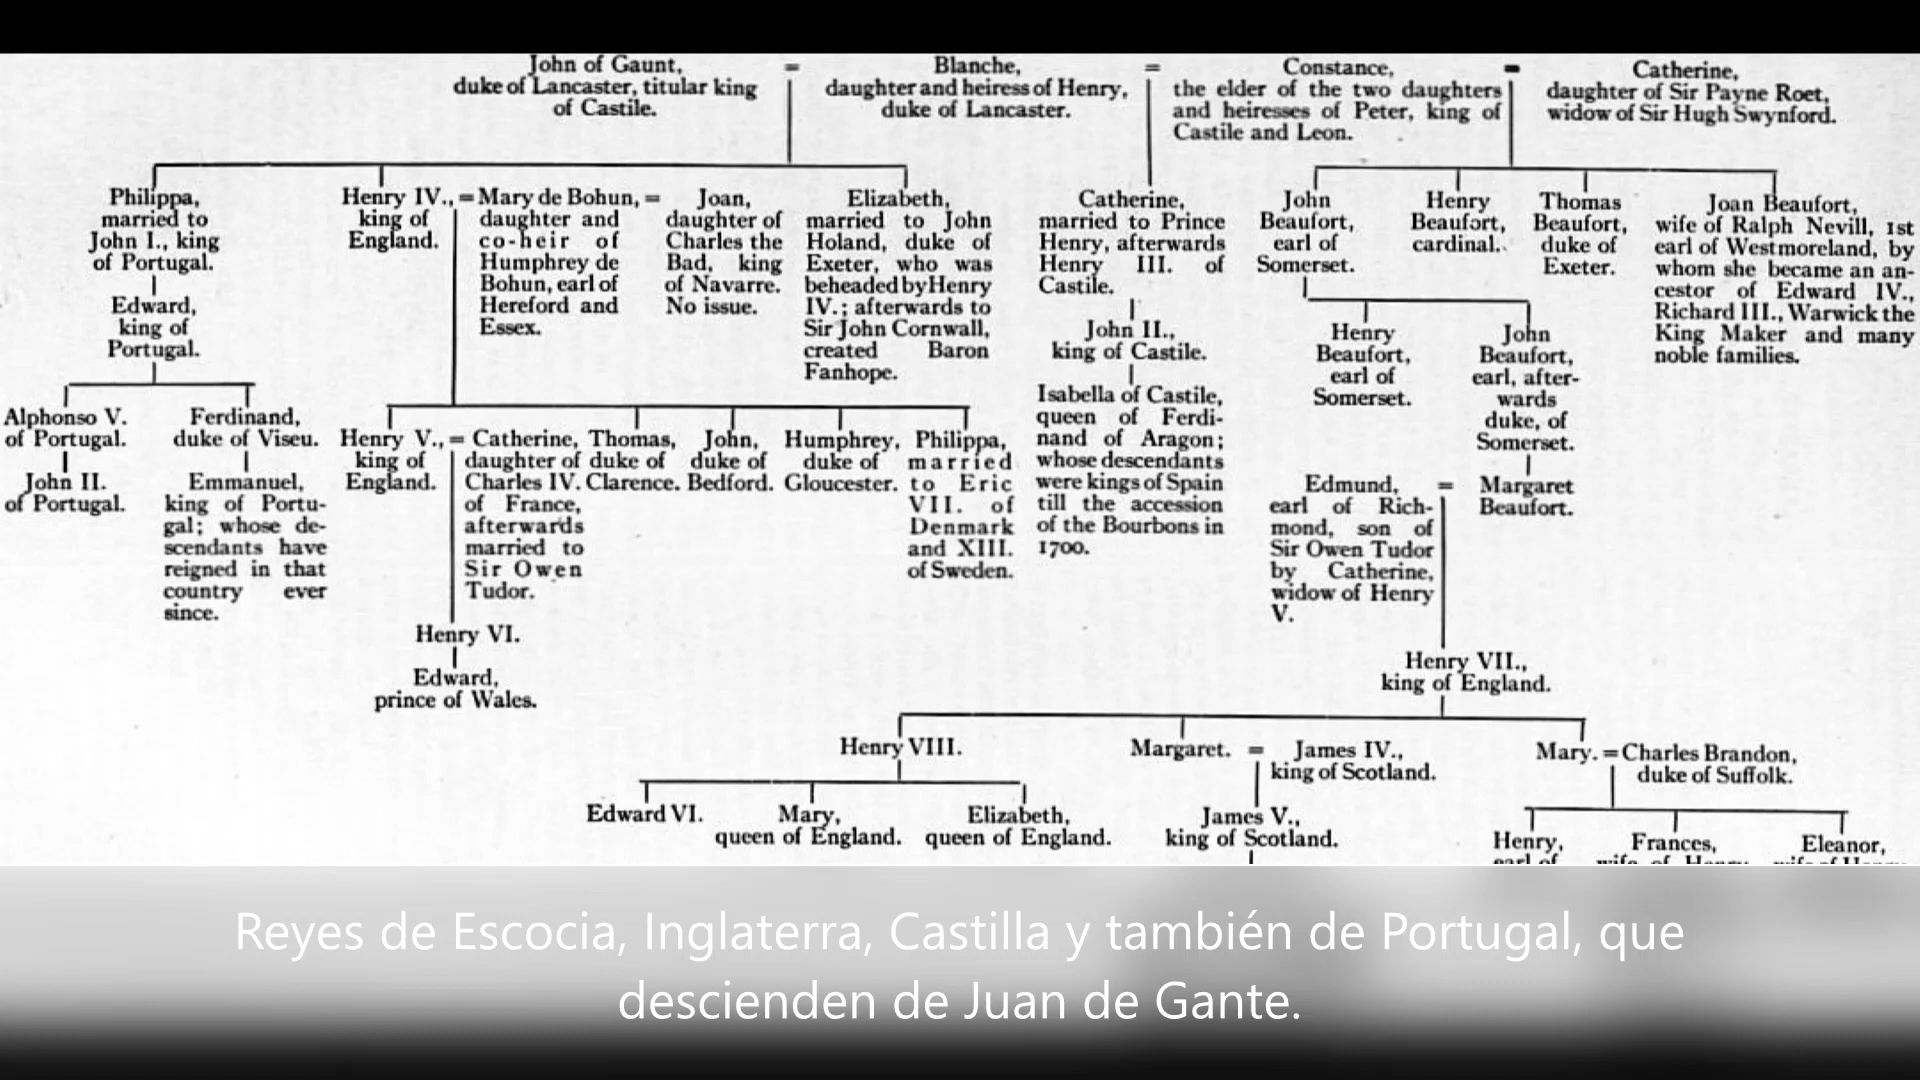 John of Gaunt,
duke of Lancaster, titular king
of Castile.
=
Blanche,
daughter and heiress of Henry,
duke of Lancaster.
=
Constance,
the elder of the two daughters
and heiresses of Peter, king of
Castile and Leon.
=
Catherine,
daughter of Sir Payne Roet,
widow of Sir Hugh Swynford.
Philippa,
married to
John I., king
of Portugal.
Edward,
king of
Portugal.
Alphonso V.
of Portugal.
John II.
of Portugal.
Ferdinand,
duke of Viseu.
Emmanuel,
king of Portu-
gal; whose de-
scendants have
reigned in that
country ever
since.
Henry IV.,
king of
England.
=
Mary de Bohun,
daughter and
co-heir of
Humphrey de
Bohun, earl of
Hereford and
Essex.
=
Joan,
daughter of
Charles the
Bad, king
of Navarre.
No issue.
Elizabeth,
married to John
Holand, duke of
Exeter, who was
beheaded by Henry
IV.; afterwards to
Sir John Cornwall,
created Baron
Fanhope.
Henry V.,
king of
England.
=
Catherine,
daughter of
Charles IV.
of France,
afterwards
married to
Sir Owen
Tudor.
Thomas,
duke of
Clarence.
John,
duke of
Bedford.
Humphrey,
duke of
Gloucester.
Philippa,
married
to Eric
VII. of
Denmark
and XIII.
of Sweden.
Henry VI.
Edward,
prince of Wales.
Catherine,
married to Prince
Henry, afterwards
Henry III. of
Castile.
John II.,
king of Castile.
Isabella of Castile,
queen of Ferdi-
nand of Aragon;
whose descendants
were kings of Spain
till the accession
of the Bourbons in
1700.
John
Beaufort,
earl of
Somerset.
Henry
Beaufort,
cardinal.
Thomas
Beaufort,
duke of
Exeter.
Joan Beaufort,
wife of Ralph Nevill, 1st
earl of Westmoreland, by
whom she became an an-
cestor of Edward IV.,
Richard III., Warwick the
King Maker and many
noble families.
Henry
Beaufort,
earl of
Somerset.
John
Beaufort,
earl, after-
wards
duke, of
Somerset.
Edmund,
earl of Rich-
mond, son of
Sir Owen Tudor
by Catherine,
widow of Henry
V.
=
Margaret
Beaufort.
Henry VII.,
king of England.
Henry VIII.
Margaret. = James IV.,
king of Scotland.
Mary. = Charles Brandon,
duke of Suffolk.
Edward VI.
Mary,
queen of England.
Elizabeth,
queen of England.
James V.,
king of Scotland.
Henry,
earl of
Frances,
wife of Henry
Eleanor,
wife of Henry
Reyes de Escocia, Inglaterra, Castilla y también de Portugal, que
descienden de Juan de Gante.